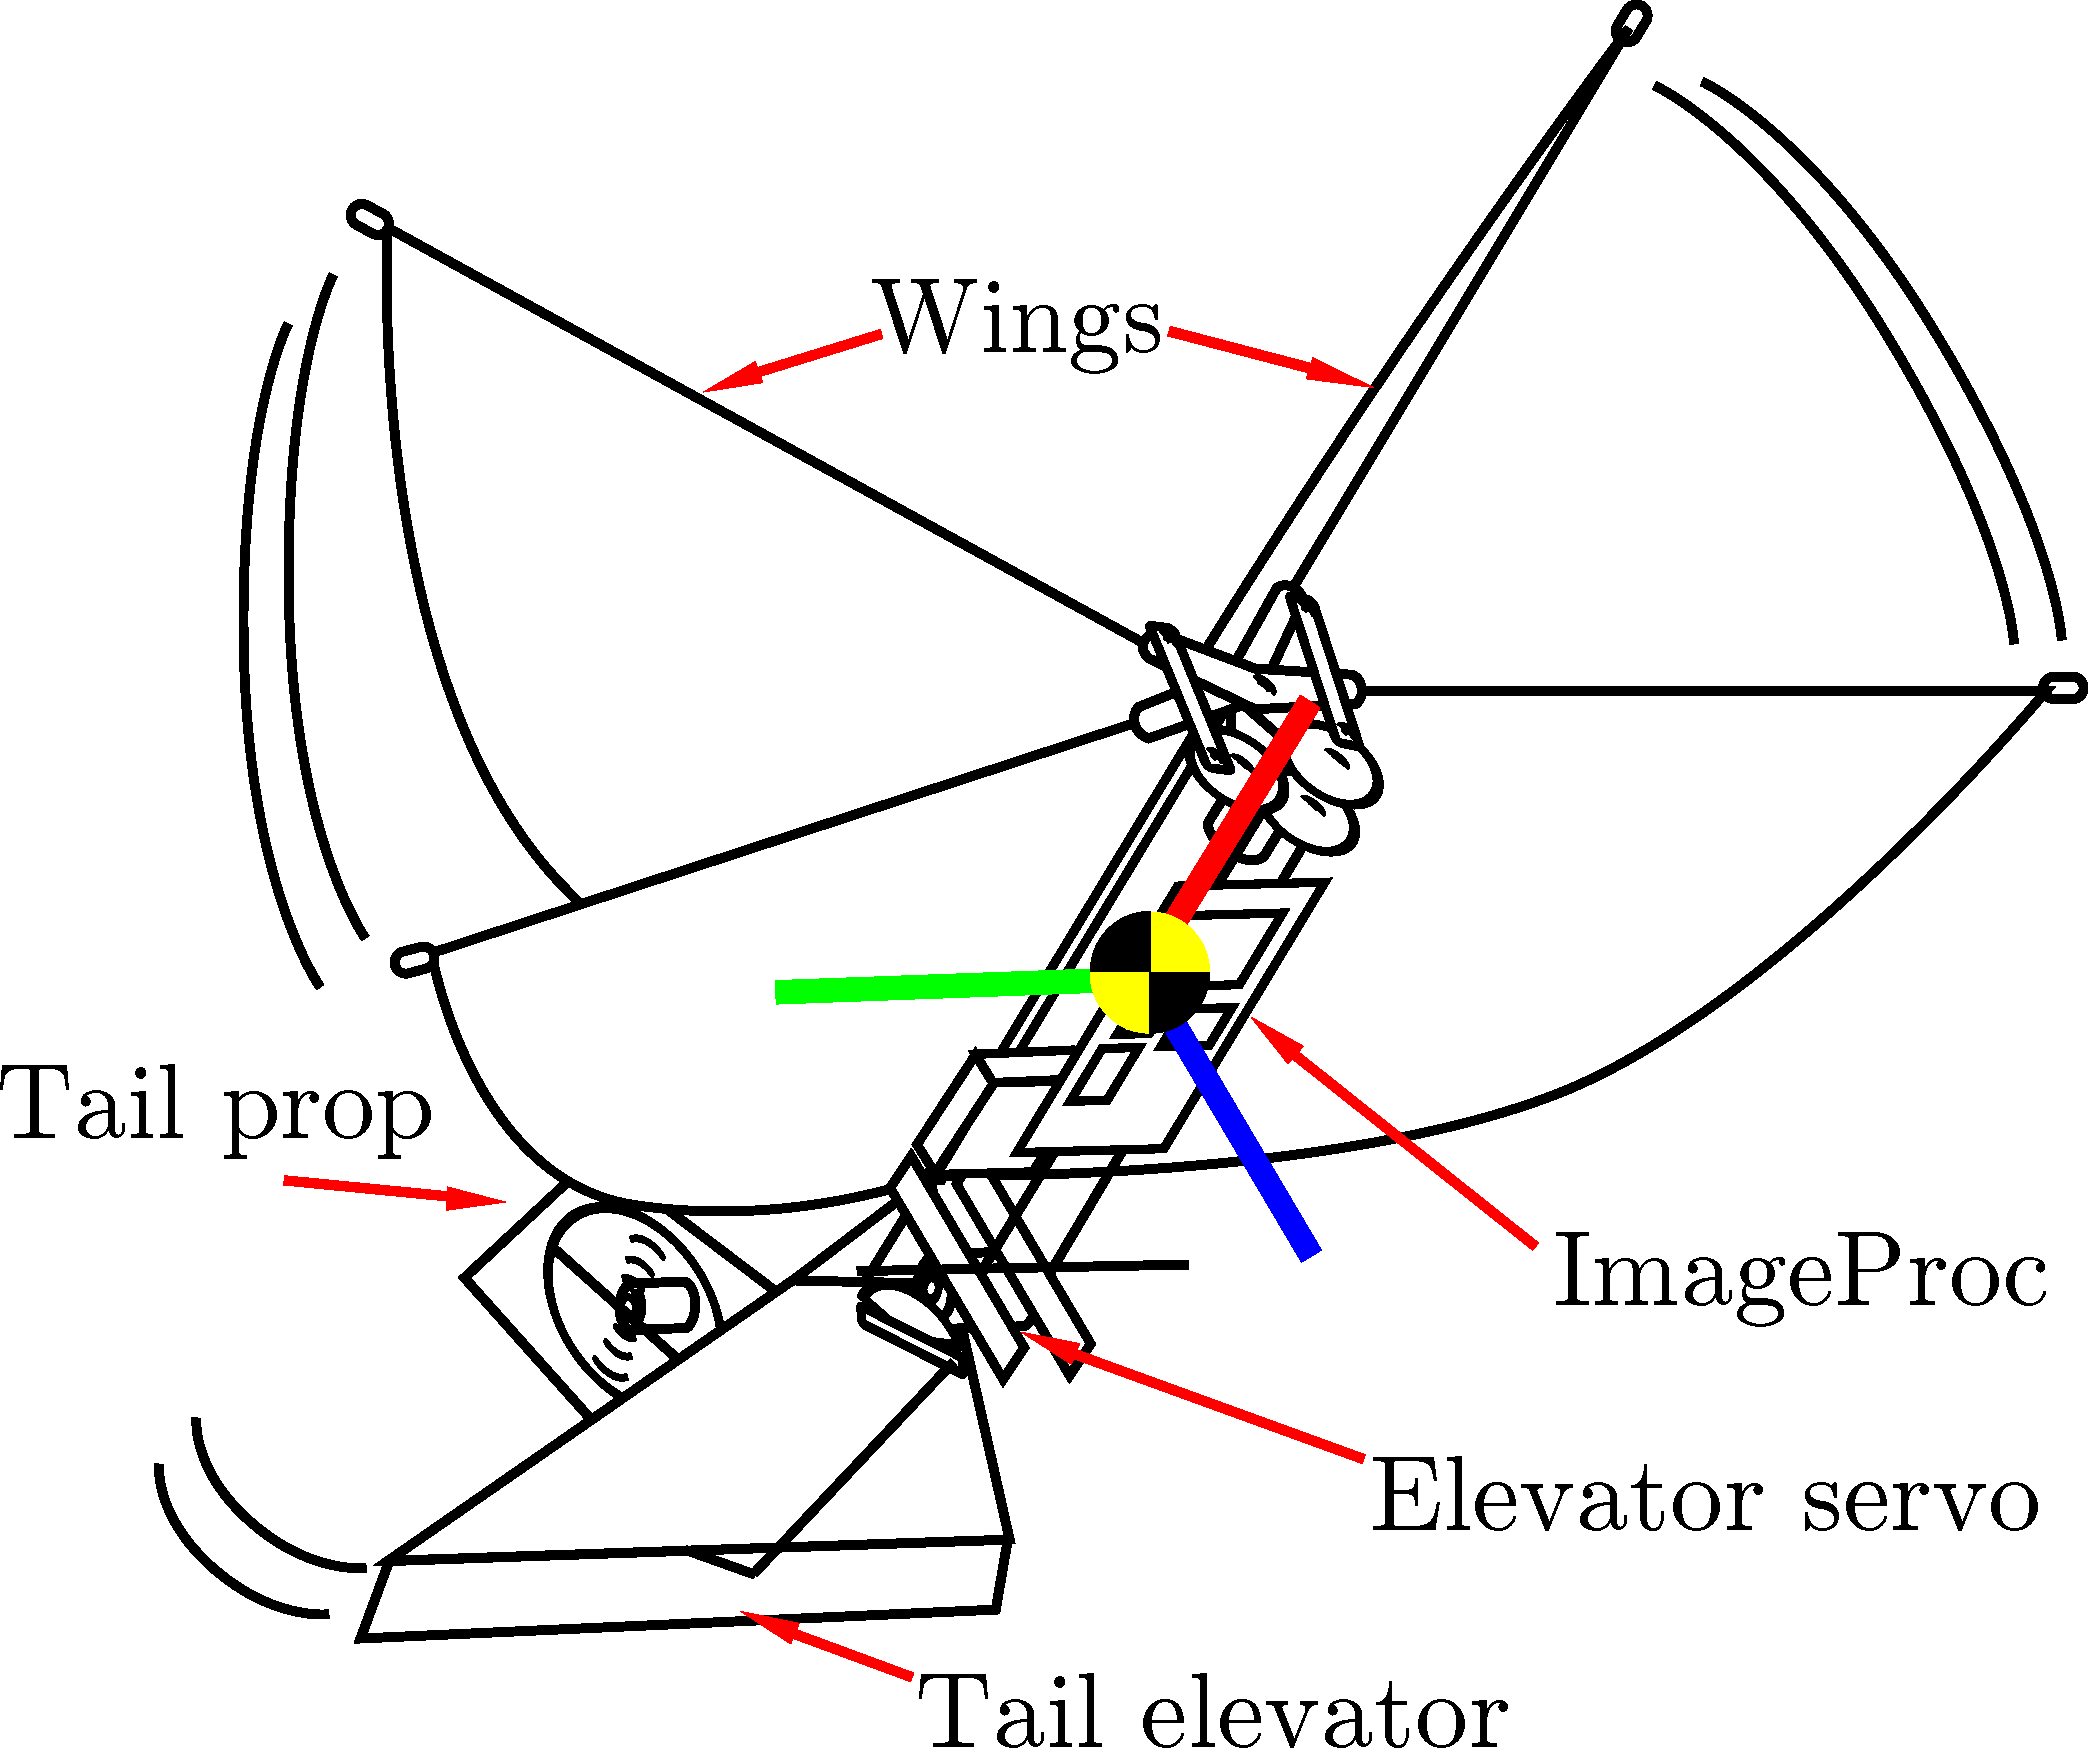 Wings
Tail prop
ImageProc
Elevator servo
Tail elevator